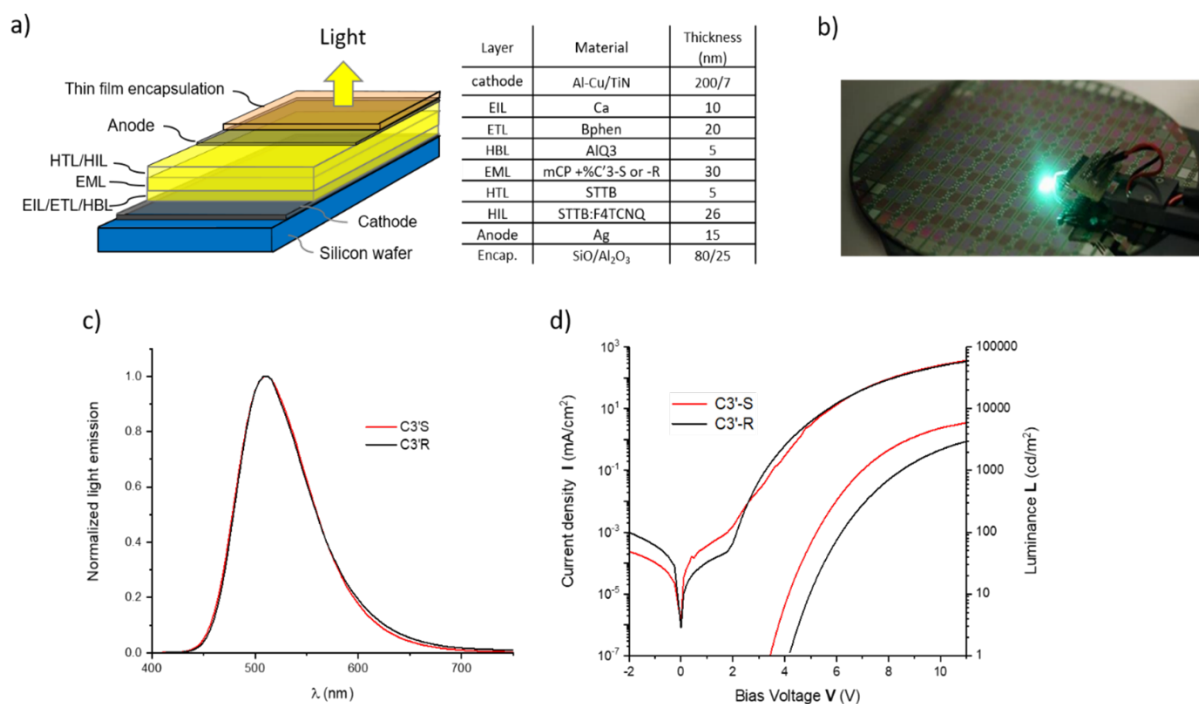 a)
Light
Thin film encapsulation
Anode
HTL/HIL
EML
EIL/ETL/HBL
Cathode
Silicon wafer
Layer Material Thickness
(nm)
cathode Al-Cu/TiN 200/7
EIL Ca 10
ETL Bphen 20
HBL AlQ3 5
EML mCP +%C'3-S or -R 30
HTL STTB 5
HIL STTB:F4TCNQ 26
Anode Ag 15
Encap. SiO/Al₂O₃ 80/25
b)
c)
Normalized light emission
1.0
0.8
0.6
0.4
0.2
0.0
400 500 600 700
λ (nm)
C3'S
C3'R
d)
Current density I (mA/cm²)
10³
10¹
10⁻¹
10⁻³
10⁻⁵
10⁻⁷
-2 0 2 4 6 8 10
Bias Voltage V (V)
C3'-S
C3'-R
100000
10000
1000
100
10
1
Luminance L (cd/m²)